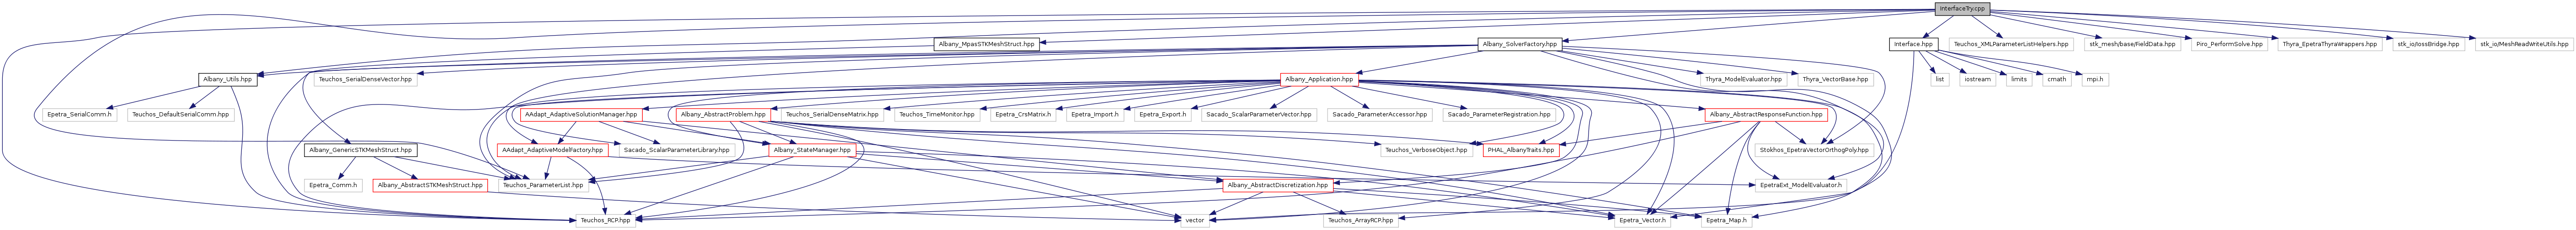 InterfaceTry.cpp
Albany_MpasSTKMeshStruct.hpp
Albany_SolverFactory.hpp
Interface.hpp
Teuchos_XMLParameterListHelpers.hpp
stk_mesh/base/FieldData.hpp
Piro_PerformSolve.hpp
Thyra_EpetraThyraWrappers.hpp
stk_io/IossBridge.hpp
stk_io/MeshReadWriteUtils.hpp
Albany_Utils.hpp
Teuchos_SerialDenseVector.hpp
Albany_Application.hpp
Thyra_ModelEvaluator.hpp
Thyra_VectorBase.hpp
list
iostream
limits
cmath
mpi.h
Epetra_SerialComm.h
Teuchos_DefaultSerialComm.hpp
AAdapt_AdaptiveSolutionManager.hpp
Albany_AbstractProblem.hpp
Teuchos_SerialDenseMatrix.hpp
Teuchos_TimeMonitor.hpp
Epetra_CrsMatrix.h
Epetra_Import.h
Epetra_Export.h
Sacado_ScalarParameterVector.hpp
Sacado_ParameterAccessor.hpp
Sacado_ParameterRegistration.hpp
Albany_AbstractResponseFunction.hpp
Albany_GenericSTKMeshStruct.hpp
AAdapt_AdaptiveModelFactory.hpp
Sacado_ScalarParameterLibrary.hpp
Albany_StateManager.hpp
Teuchos_VerboseObject.hpp
PHAL_AlbanyTraits.hpp
Stokhos_EpetraVectorOrthogPoly.hpp
Epetra_Comm.h
Albany_AbstractSTKMeshStruct.hpp
Teuchos_ParameterList.hpp
Albany_AbstractDiscretization.hpp
EpetraExt_ModelEvaluator.h
Teuchos_RCP.hpp
vector
Teuchos_ArrayRCP.hpp
Epetra_Vector.h
Epetra_Map.h